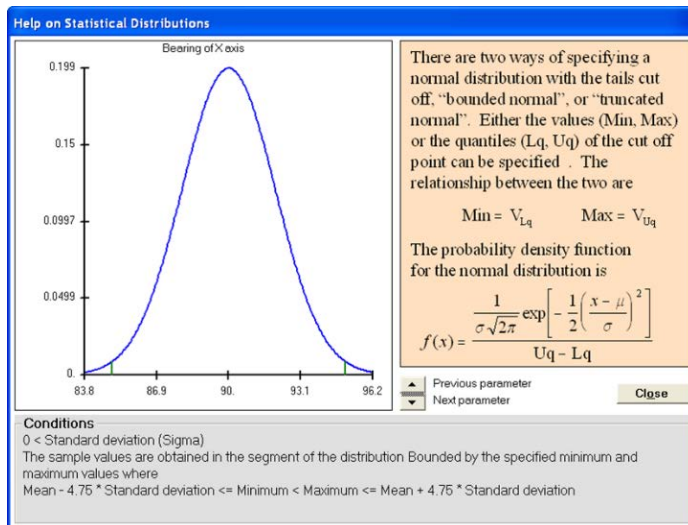 Help on Statistical Distributions
Bearing of X axis
0.199
0.15
0.0997
0.0499
0.
83.8 86.9 90. 93.1 96.2
There are two ways of specifying a
normal distribution with the tails cut
off, “bounded normal”, or “truncated
normal”. Either the values (Min, Max)
or the quantiles (Lq, Uq) of the cut off
point can be specified . The
relationship between the two are
Min = V_Lq Max = V_Uq
The probability density function
for the normal distribution is
f(x) = \frac{\frac{1}{σ\sqrt{2π}} exp[-\frac{1}{2}(\frac{x - μ}{σ})^2]}{Uq - Lq}
Previous parameter
Next parameter
Close
Conditions
0 < Standard deviation (Sigma)
The sample values are obtained in the segment of the distribution Bounded by the specified minimum and
maximum values where
Mean - 4.75 * Standard deviation <= Minimum < Maximum <= Mean + 4.75 * Standard deviation